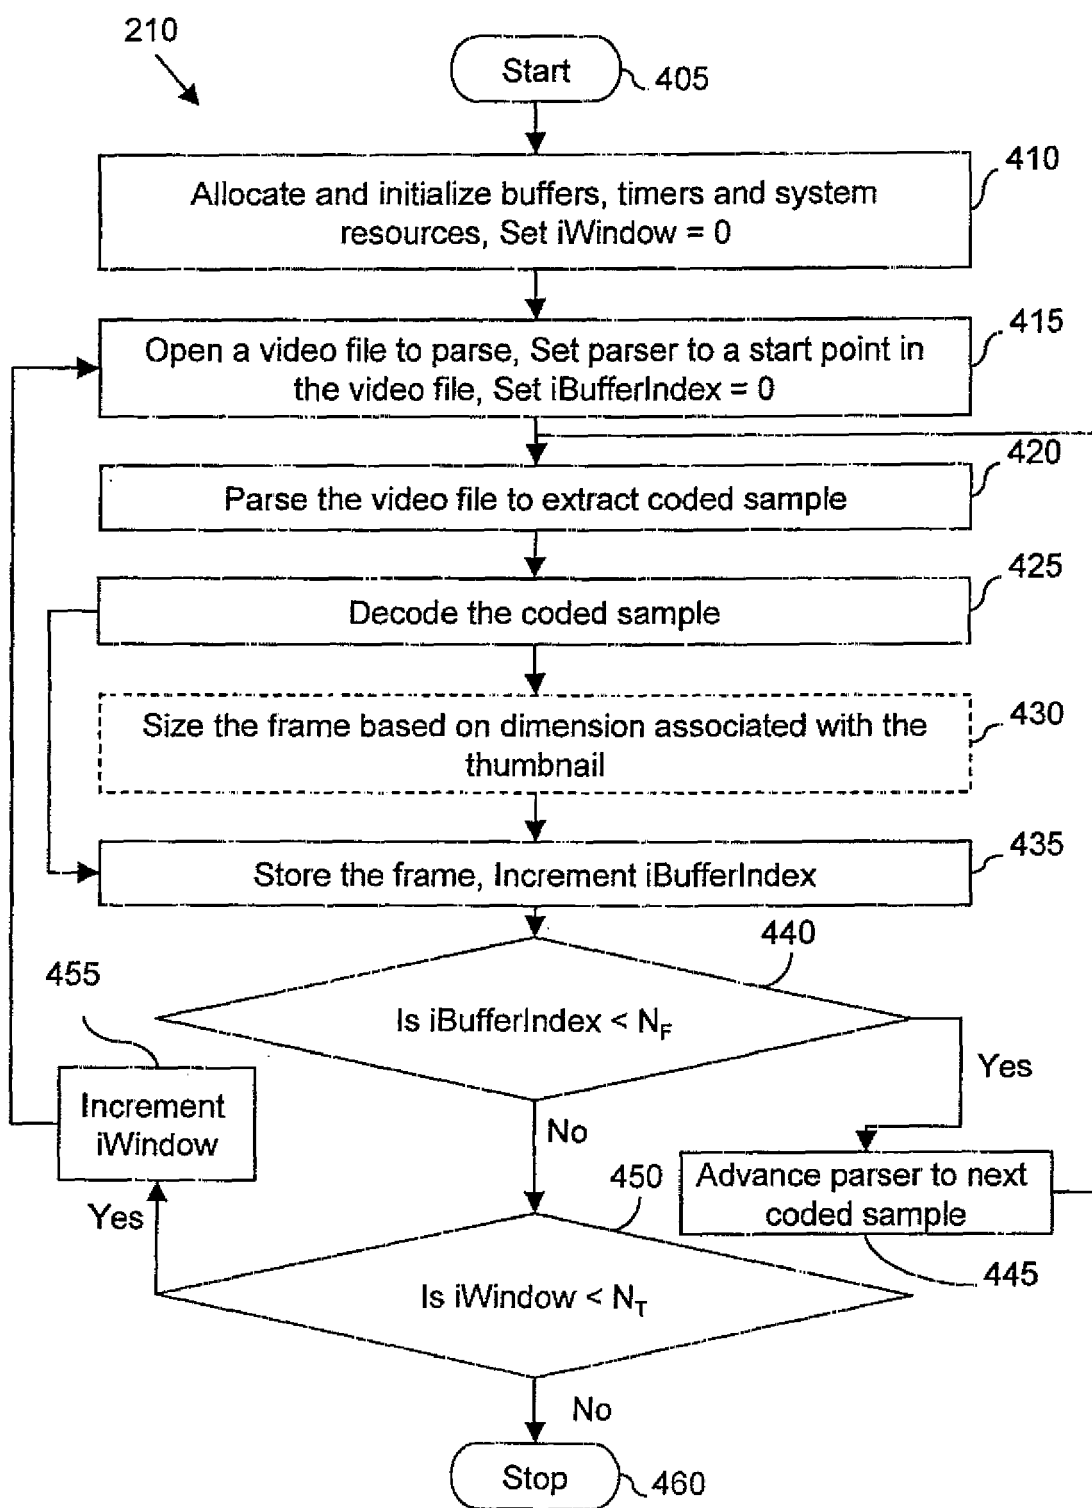 210
Start
405
410
Allocate and initialize buffers, timers and system
resources, Set iWindow = 0
415
Open a video file to parse, Set parser to a start point in
the video file, Set iBufferIndex = 0
420
Parse the video file to extract coded sample
425
Decode the coded sample
430
Size the frame based on dimension associated with the
thumbnail
435
Store the frame, Increment iBufferIndex
440
Is iBufferIndex < NF
455
Yes
Increment
iWindow
No
450
Advance parser to next
coded sample
Yes
445
Is iWindow < NT
No
Stop
460